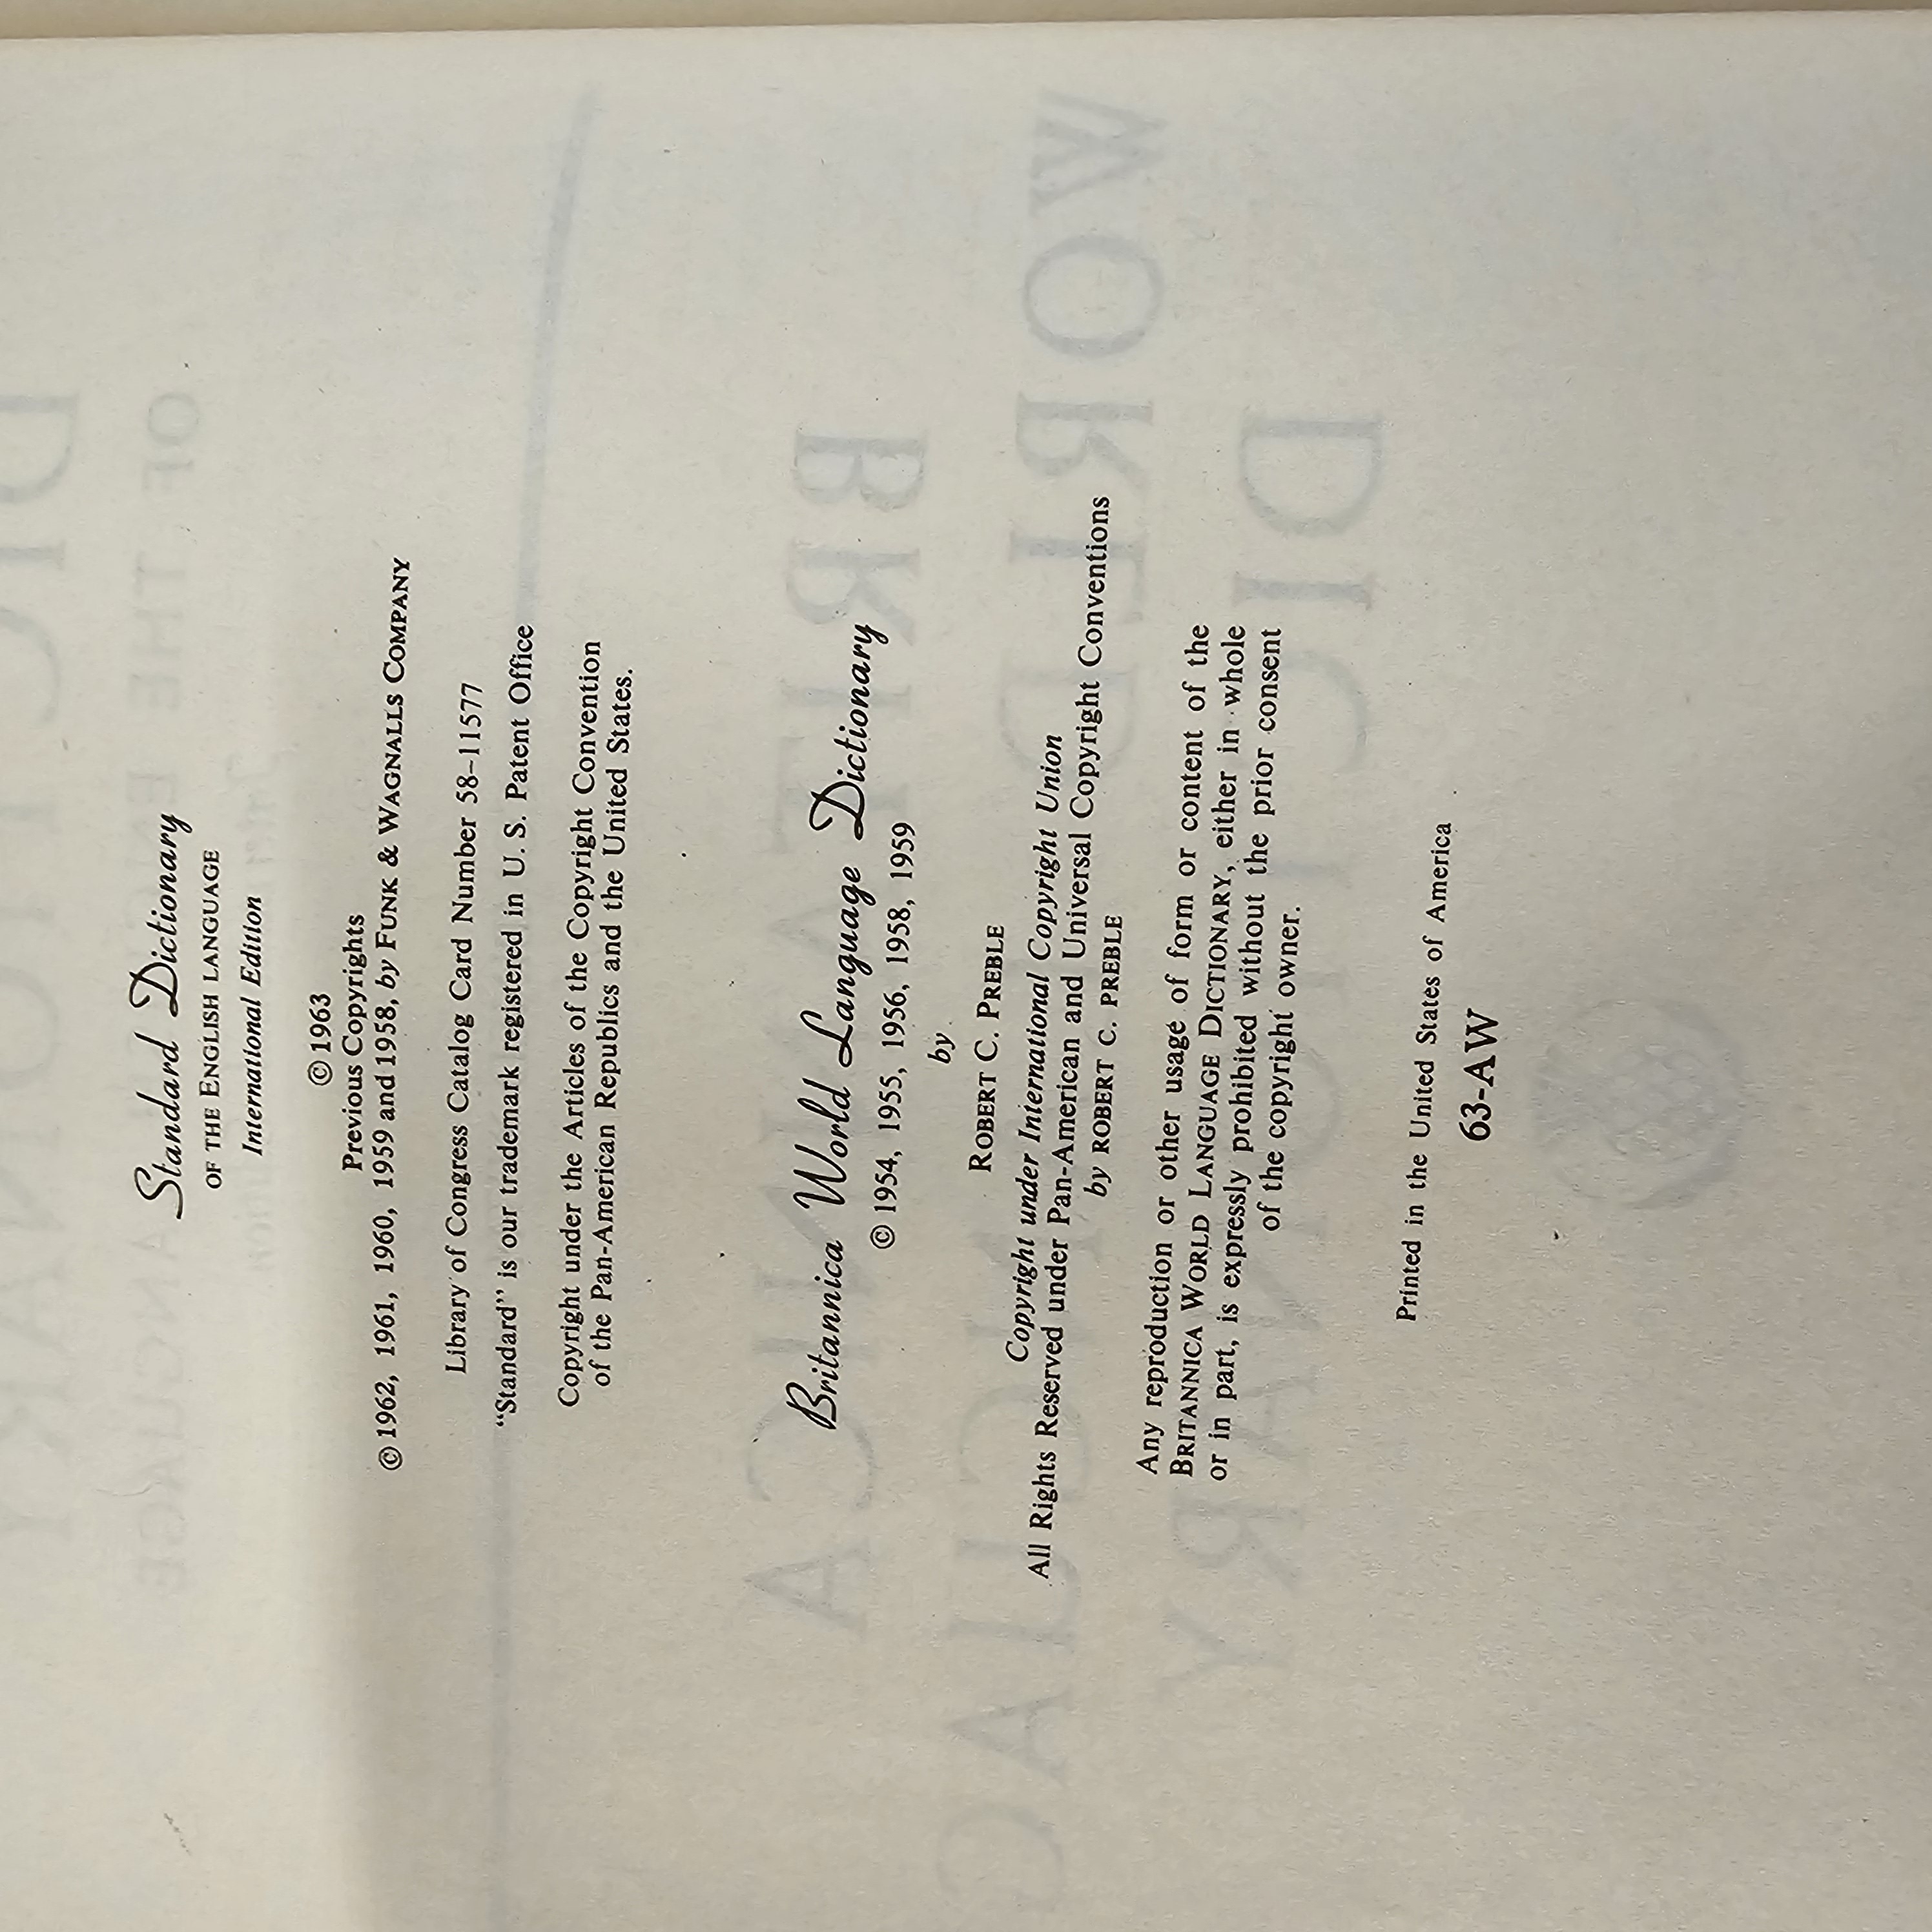 Standard Dictionary
OF THE ENGLISH LANGUAGE
International Edition
© 1963
Previous Copyrights
© 1962, 1961, 1960, 1959 and 1958, by FUNK & WAGNALLS COMPANY
Library of Congress Catalog Card Number 58–11577
“Standard” is our trademark registered in U. S. Patent Office
Copyright under the Articles of the Copyright Convention
of the Pan-American Republics and the United States.
Britannica World Language Dictionary
© 1954, 1955, 1956, 1958, 1959
by
ROBERT C. PREBLE
Copyright under International Copyright Union
All Rights Reserved under Pan-American and Universal Copyright Conventions
by ROBERT C. PREBLE
Any reproduction or other usage of form or content of the
BRITANNICA WORLD LANGUAGE DICTIONARY, either in whole
or in part, is expressly prohibited without the prior consent
of the copyright owner.
Printed in the United States of America
63-AW